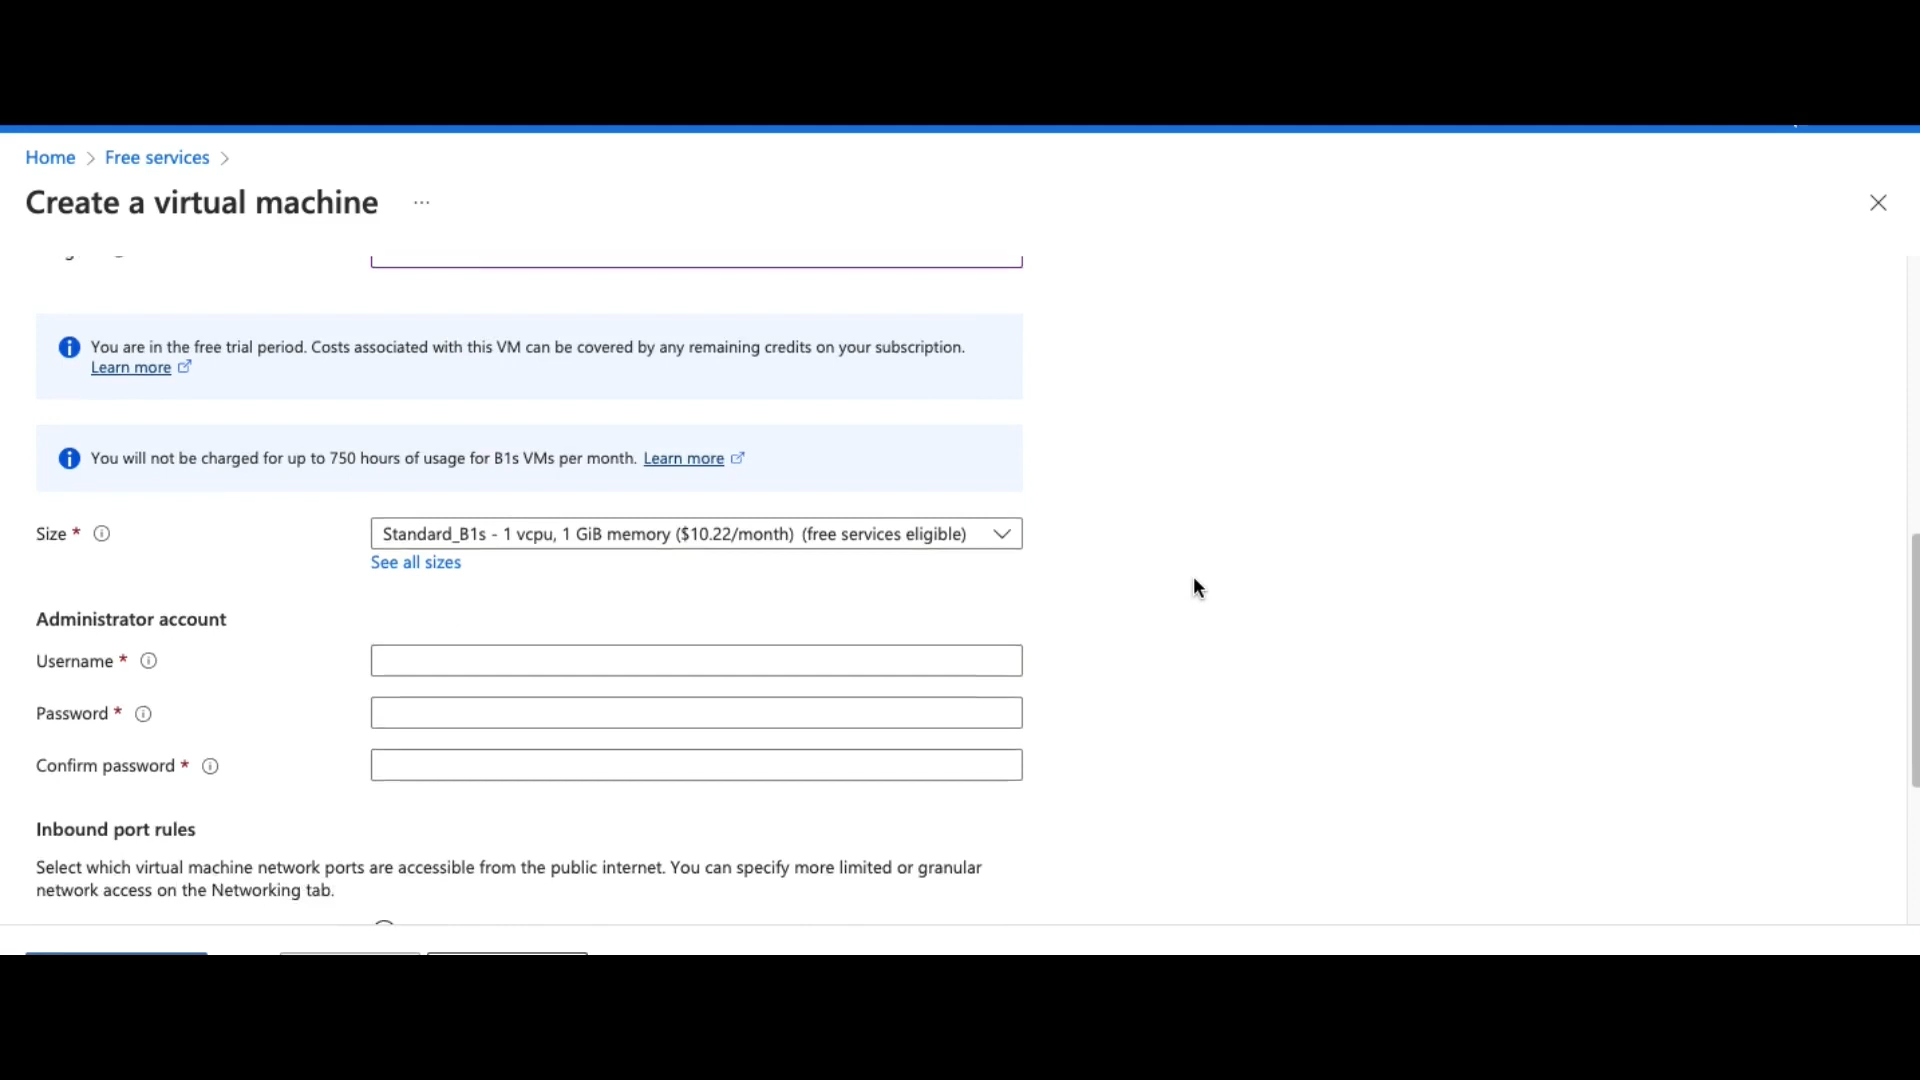 Home > Free services >
Create a virtual machine ...
You are in the free trial period. Costs associated with this VM can be covered by any remaining credits on your subscription.
Learn more
You will not be charged for up to 750 hours of usage for B1s VMs per month. Learn more
Size *
Standard_B1s - 1 vcpu, 1 GiB memory ($10.22/month) (free services eligible)
See all sizes
Administrator account
Username *
Password *
Confirm password *
Inbound port rules
Select which virtual machine network ports are accessible from the public internet. You can specify more limited or granular
network access on the Networking tab.